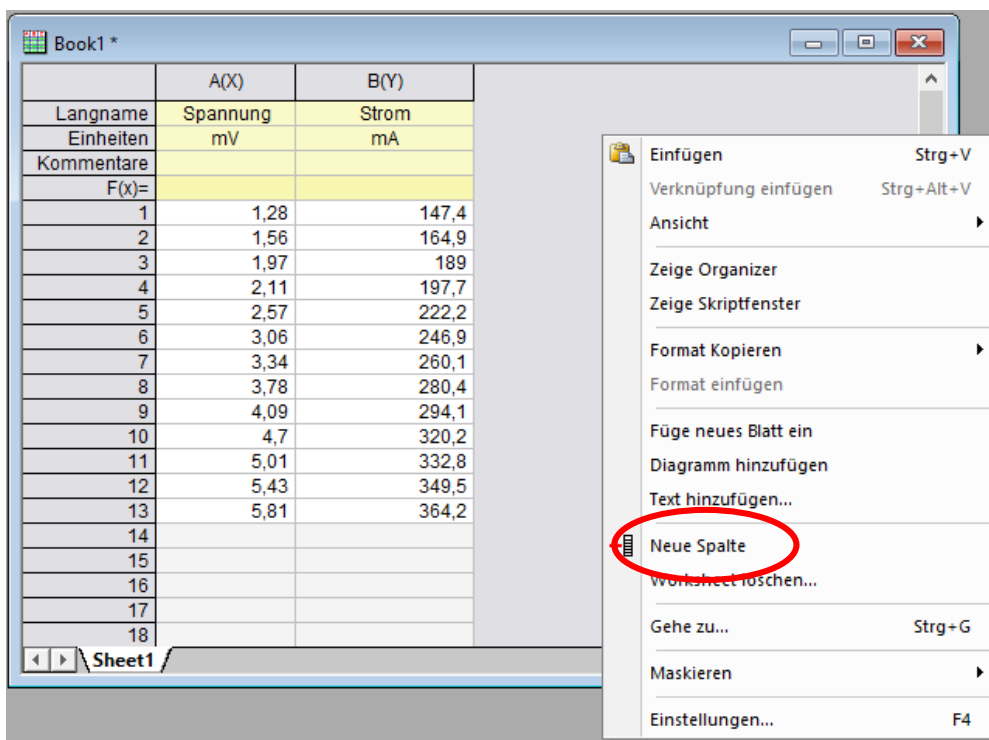 Book1 *
A(X) B(Y)
Langname Spannung Strom
Einheiten mV mA
Kommentare
F(x)=
1 1,28 147,4
2 1,56 164,9
3 1,97 189
4 2,11 197,7
5 2,57 222,2
6 3,06 246,9
7 3,34 260,1
8 3,78 280,4
9 4,09 294,1
10 4,7 320,2
11 5,01 332,8
12 5,43 349,5
13 5,81 364,2
14
15
16
17
18
Sheet1
Einfügen Strg+V
Verknüpfung einfügen Strg+Alt+V
Ansicht
Zeige Organizer
Zeige Skriptfenster
Format Kopieren
Format einfügen
Füge neues Blatt ein
Diagramm hinzufügen
Text hinzufügen...
Neue Spalte
Worksheet löschen...
Gehe zu... Strg+G
Maskieren
Einstellungen... F4